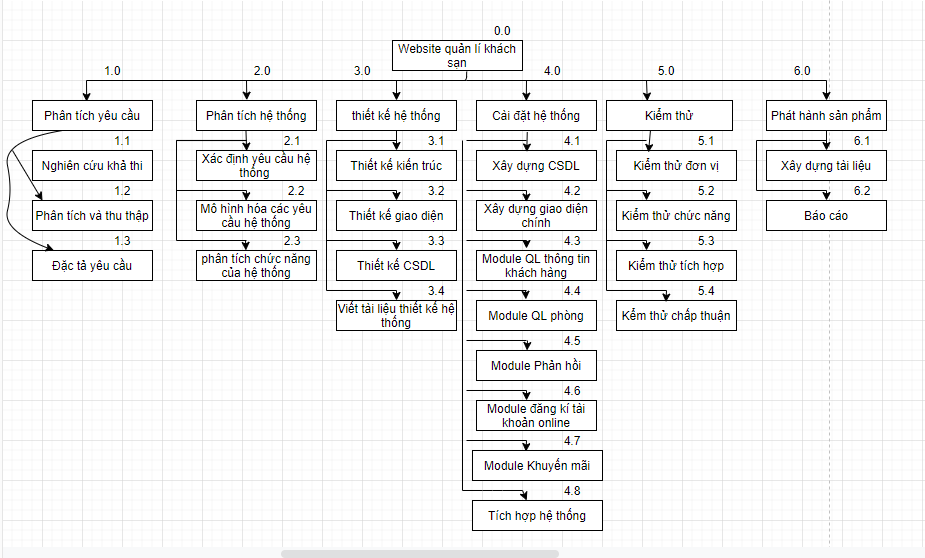 0.0
Website quản lí khách
sạn
1.0
2.0
3.0
4.0
5.0
6.0
Phân tích yêu cầu
Phân tích hệ thống
thiết kế hệ thống
Cài đặt hệ thống
Kiểm thử
Phát hành sản phẩm
1.1
Nghiên cứu khả thi
1.2
Phân tích và thu thập
1.3
Đặc tả yêu cầu
2.1
Xác định yêu cầu hệ
thống
2.2
Mô hình hóa các yêu
cầu hệ thống
2.3
phân tích chức năng
của hệ thống
3.1
Thiết kế kiến trúc
3.2
Thiết kế giao diện
3.3
Thiết kế CSDL
3.4
Viết tài liệu thiết kế hệ
thống
4.1
Xây dựng CSDL
4.2
Xây dựng giao diện
chính
4.3
Module QL thông tin
khách hàng
4.4
Module QL phòng
4.5
Module Phản hồi
4.6
Module đăng kí tài
khoản online
4.7
Module Khuyến mãi
4.8
Tích hợp hệ thống
5.1
Kiểm thử đơn vị
5.2
Kiểm thử chức năng
5.3
Kiểm thử tích hợp
5.4
Kểm thử chấp thuận
6.1
Xây dựng tài liệu
6.2
Báo cáo